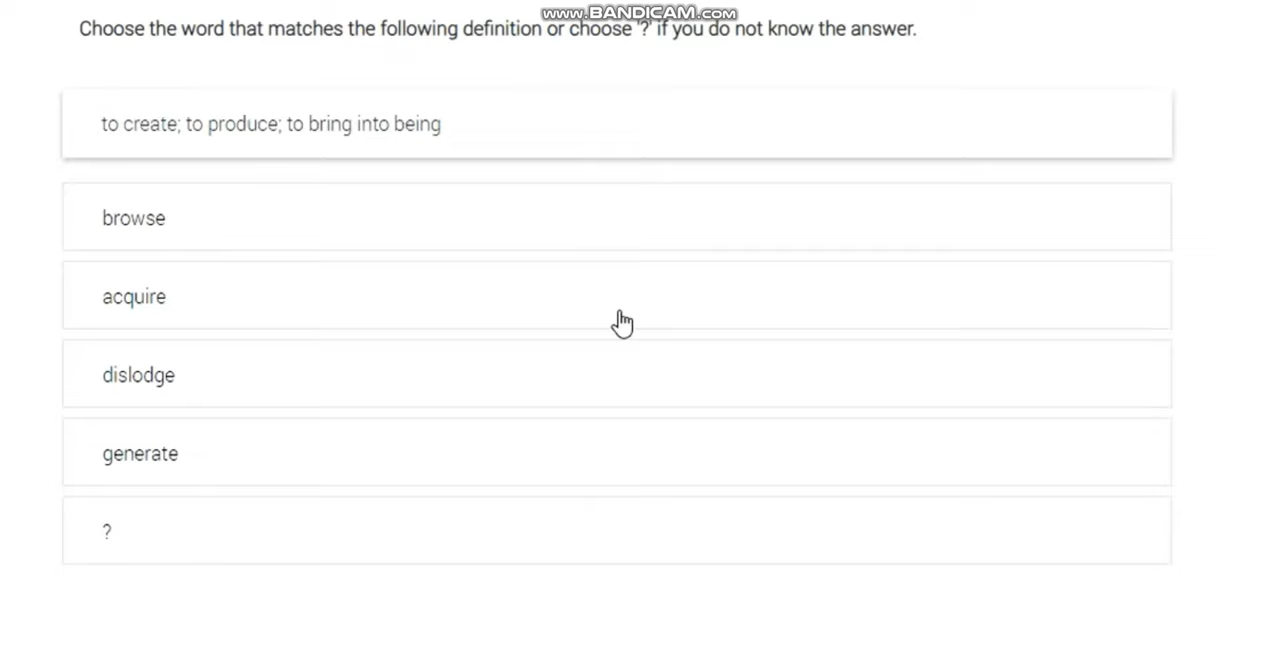 www.BANDICAM.com
Choose the word that matches the following definition or choose '?' if you do not know the answer.
to create; to produce; to bring into being
browse
acquire
dislodge
generate
?